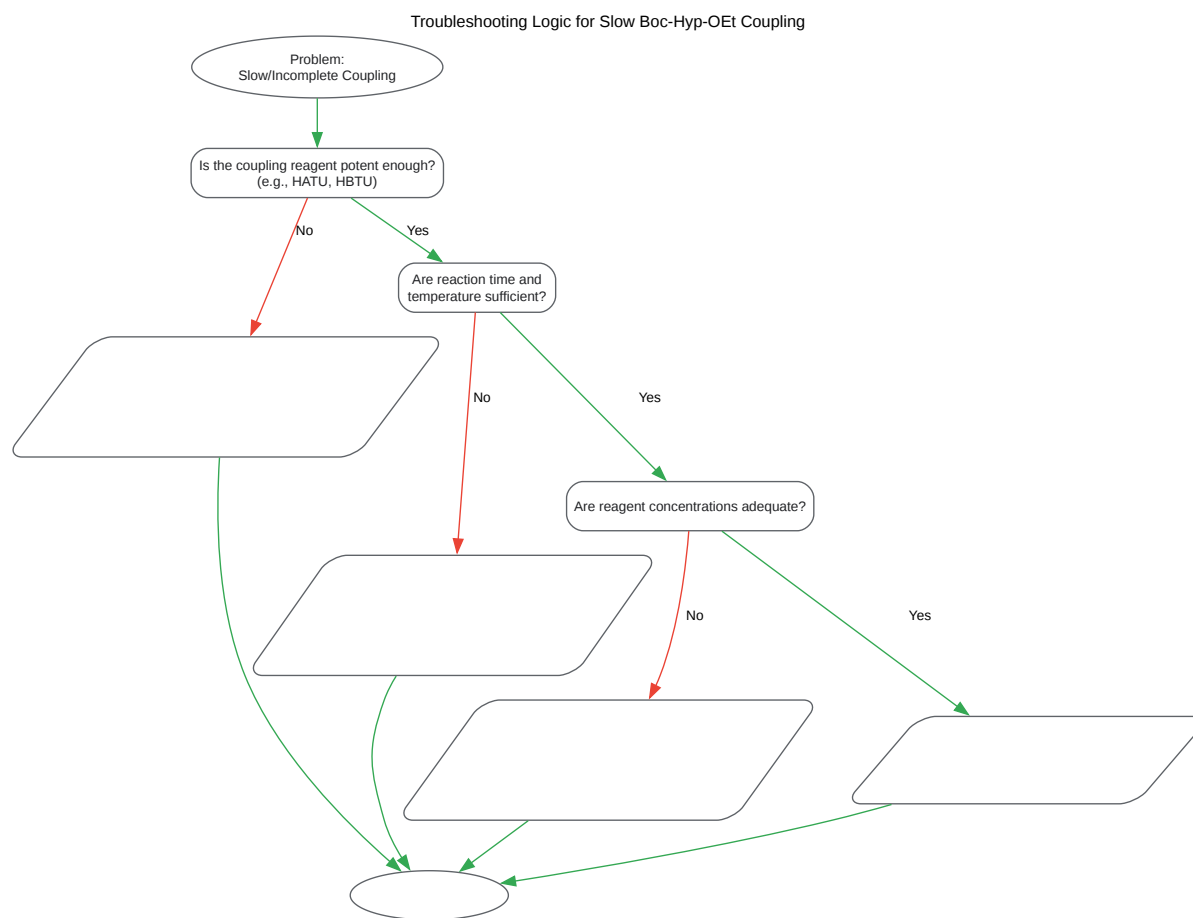 Troubleshooting Logic for Slow Boc-Hyp-OEt Coupling
Problem:
Slow/Incomplete Coupling
Is the coupling reagent potent enough?
(e.g., HATU, HBTU)
No
Yes
Are reaction time and
temperature sufficient?
No
Yes
Are reagent concentrations adequate?
No
Yes